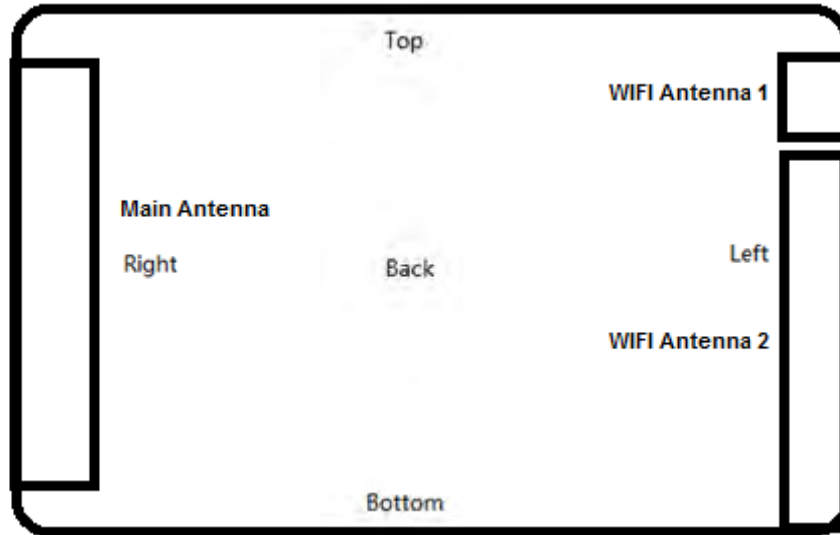 Top
WIFI Antenna 1
Main Antenna
Right
Back
Left
WIFI Antenna 2
Bottom